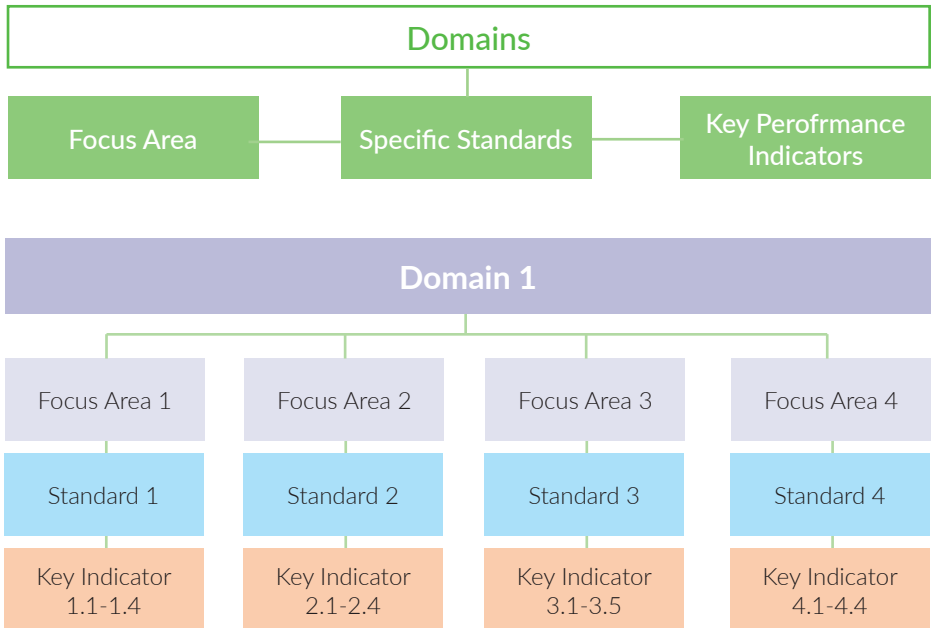 Domains
Focus Area
Specific Standards
Key Perofrmance
Indicators
Domain 1
Focus Area 1
Focus Area 2
Focus Area 3
Focus Area 4
Standard 1
Standard 2
Standard 3
Standard 4
Key Indicator
1.1-1.4
Key Indicator
2.1-2.4
Key Indicator
3.1-3.5
Key Indicator
4.1-4.4